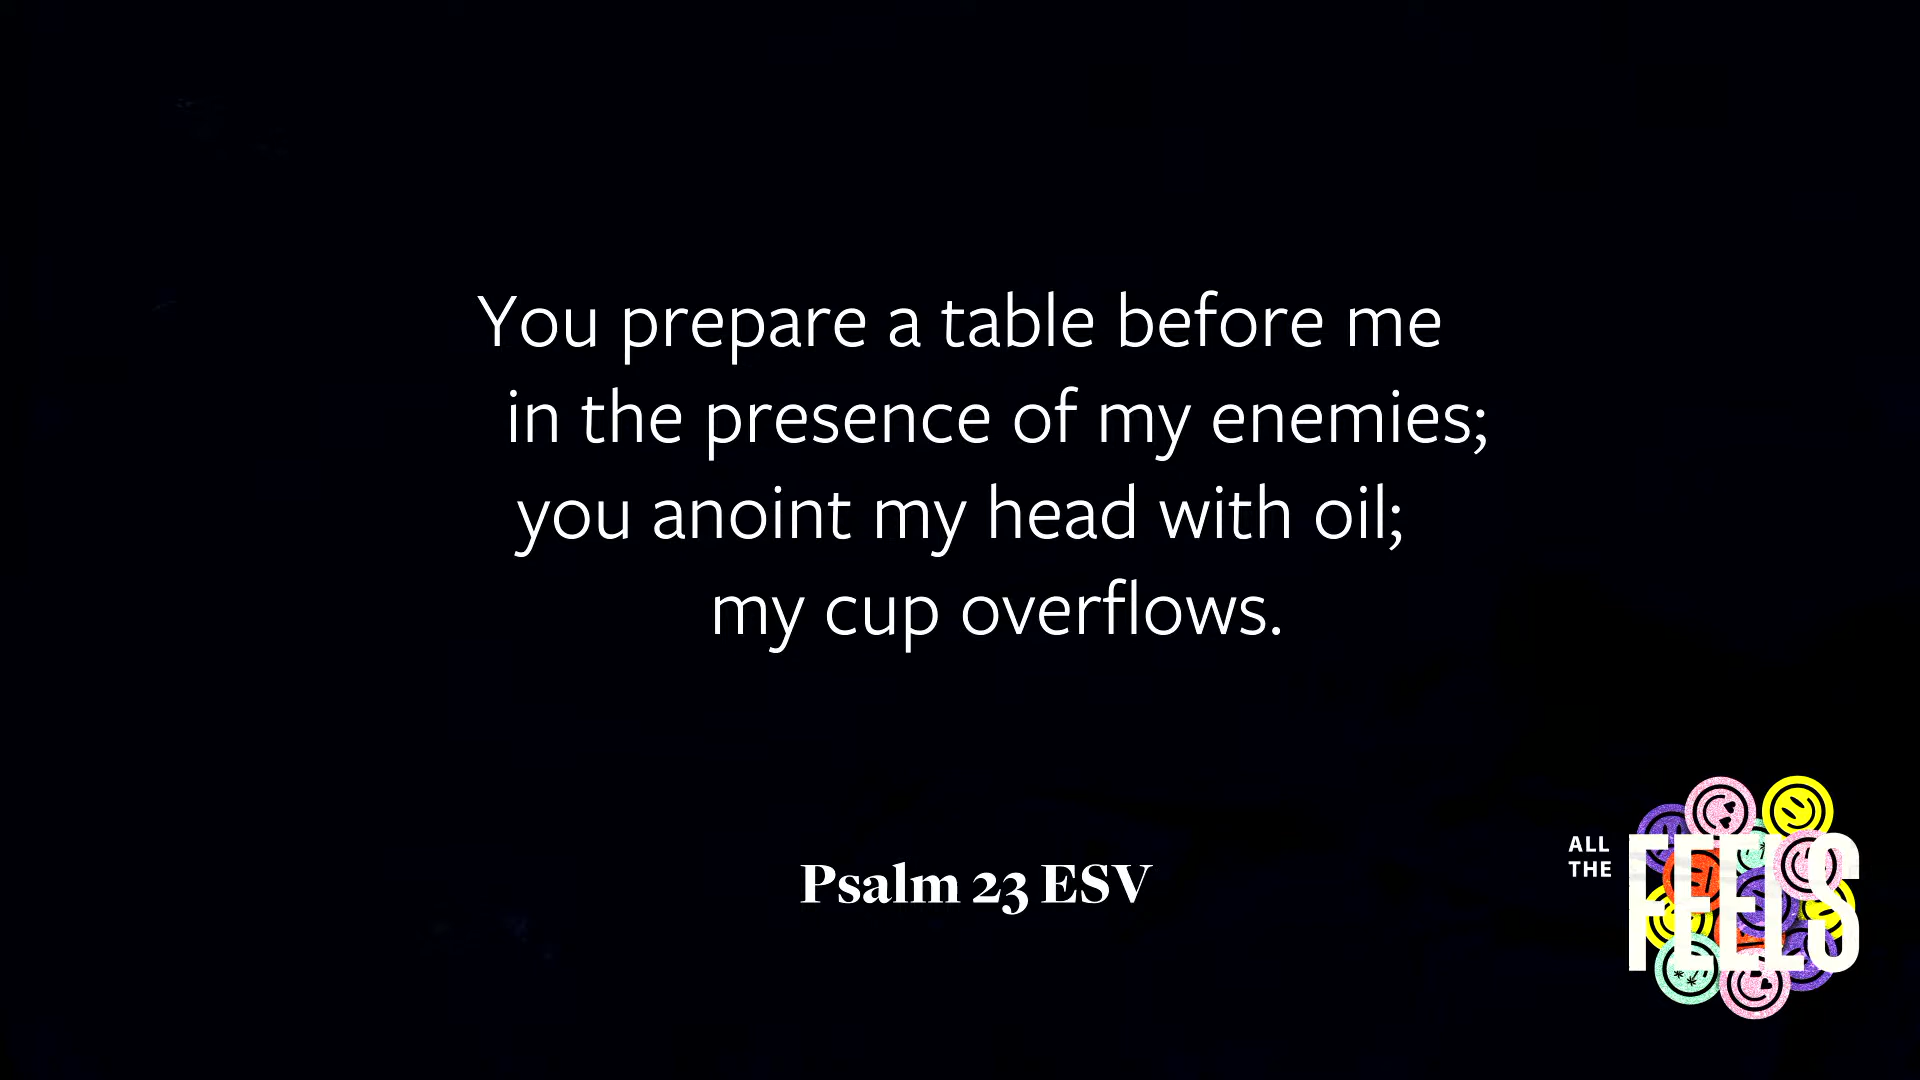 You prepare a table before me
in the presence of my enemies;
you anoint my head with oil;
my cup overflows.
Psalm 23 ESV
ALL
THE
FEELS